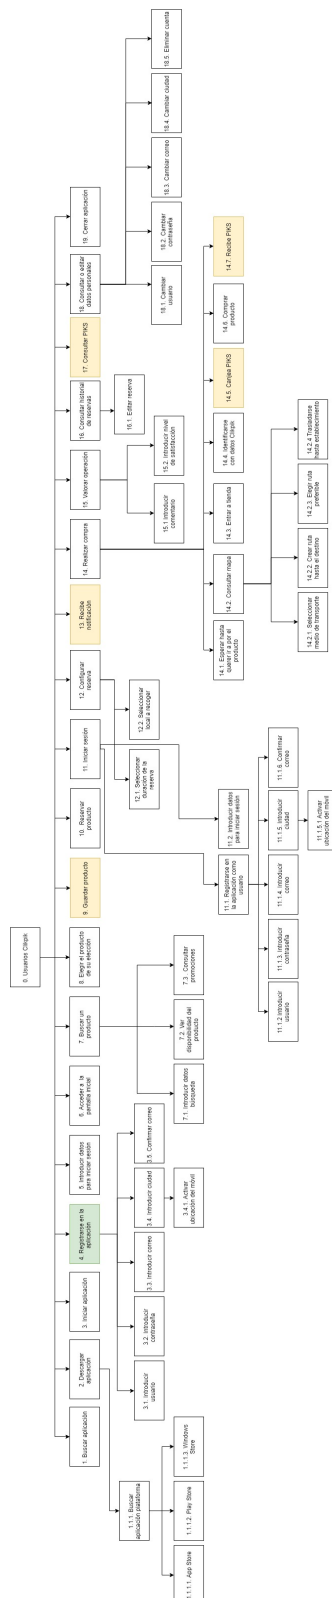 0. Usuarios Clikpik
1. Buscar aplicación
2. Descargar
aplicación
3. Iniciar aplicación
4. Registrarse en la
aplicación
5. Introducir datos
para iniciar sesión
6. Acceder a la
pantalla inicial
7. Buscar un
producto
8. Elegir el producto
de su elección
9. Guardar producto
10. Reservar
producto
11. Iniciar sesión
12. Configurar
reserva
13. Recibe
notificación
14. Realizar compra
15. Valorar operación
16. Consultar historial
de reservas
17. Consultar PIKS
18. Consultar o editar
datos personales
19. Cerrar aplicación
1.1.1. Buscar
aplicación plataforma
1.1.1.1. App Store
1.1.1.2. Play Store
1.1.1.3. Windows
Store
3.1. Introducir
usuario
3.2. Introducir
contraseña
3.3. Introducir correo
3.4. Introducir ciudad
3.5. Confirmar correo
3.4.1. Activar
ubicación del móvil
7.1. Introducir datos
búsqueda
7.2. Ver
disponibilidad del
producto
7.3. Consultar
promociones
11.1. Registrarse en
la aplicación como
usuario
11.2. Introducir datos
para iniciar sesión
11.1.2 Introducir
usuario
11.1.3. Introducir
contraseña
11.1.4. Introducir
correo
11.1.5. Introducir
ciudad
11.1.6. Confirmar
correo
11.1.5.1 Activar
ubicación del móvil
12.1. Seleccionar
duración de la
reserva
12.2. Seleccionar
local a recoger
14.1. Esperar hasta
querer ir a por el
producto
14.2. Consultar mapa
14.3. Entrar a tienda
14.4. Identificarse
con datos Clikpik
14.5. Canjea PIKS
14.6. Comprar
producto
14.7. Recibe PIKS
14.2.1. Seleccionar
medio de transporte
14.2.2. Crear ruta
hasta el destino
14.2.3. Elegir ruta
preferible
14.2.4 Trasladarse
hasta establecimiento
15.1 Introducir
comentario
15.2. Introducir nivel
de satisfacción
16.1. Editar reserva
18.1. Cambiar
usuario
18.2. Cambiar
contraseña
18.3. Cambiar correo
18.4. Cambiar ciudad
18.5. Eliminar cuenta